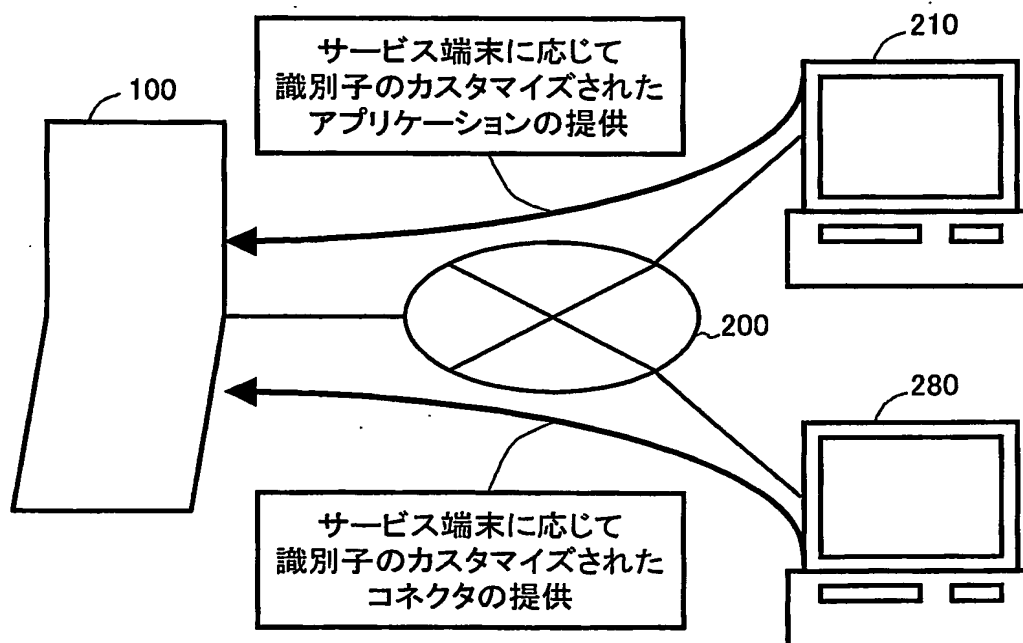 サービス端末に応じて
識別子のカスタマイズされた
アプリケーションの提供
210
100
200
280
サービス端末に応じて
識別子のカスタマイズされた
コネクタの提供